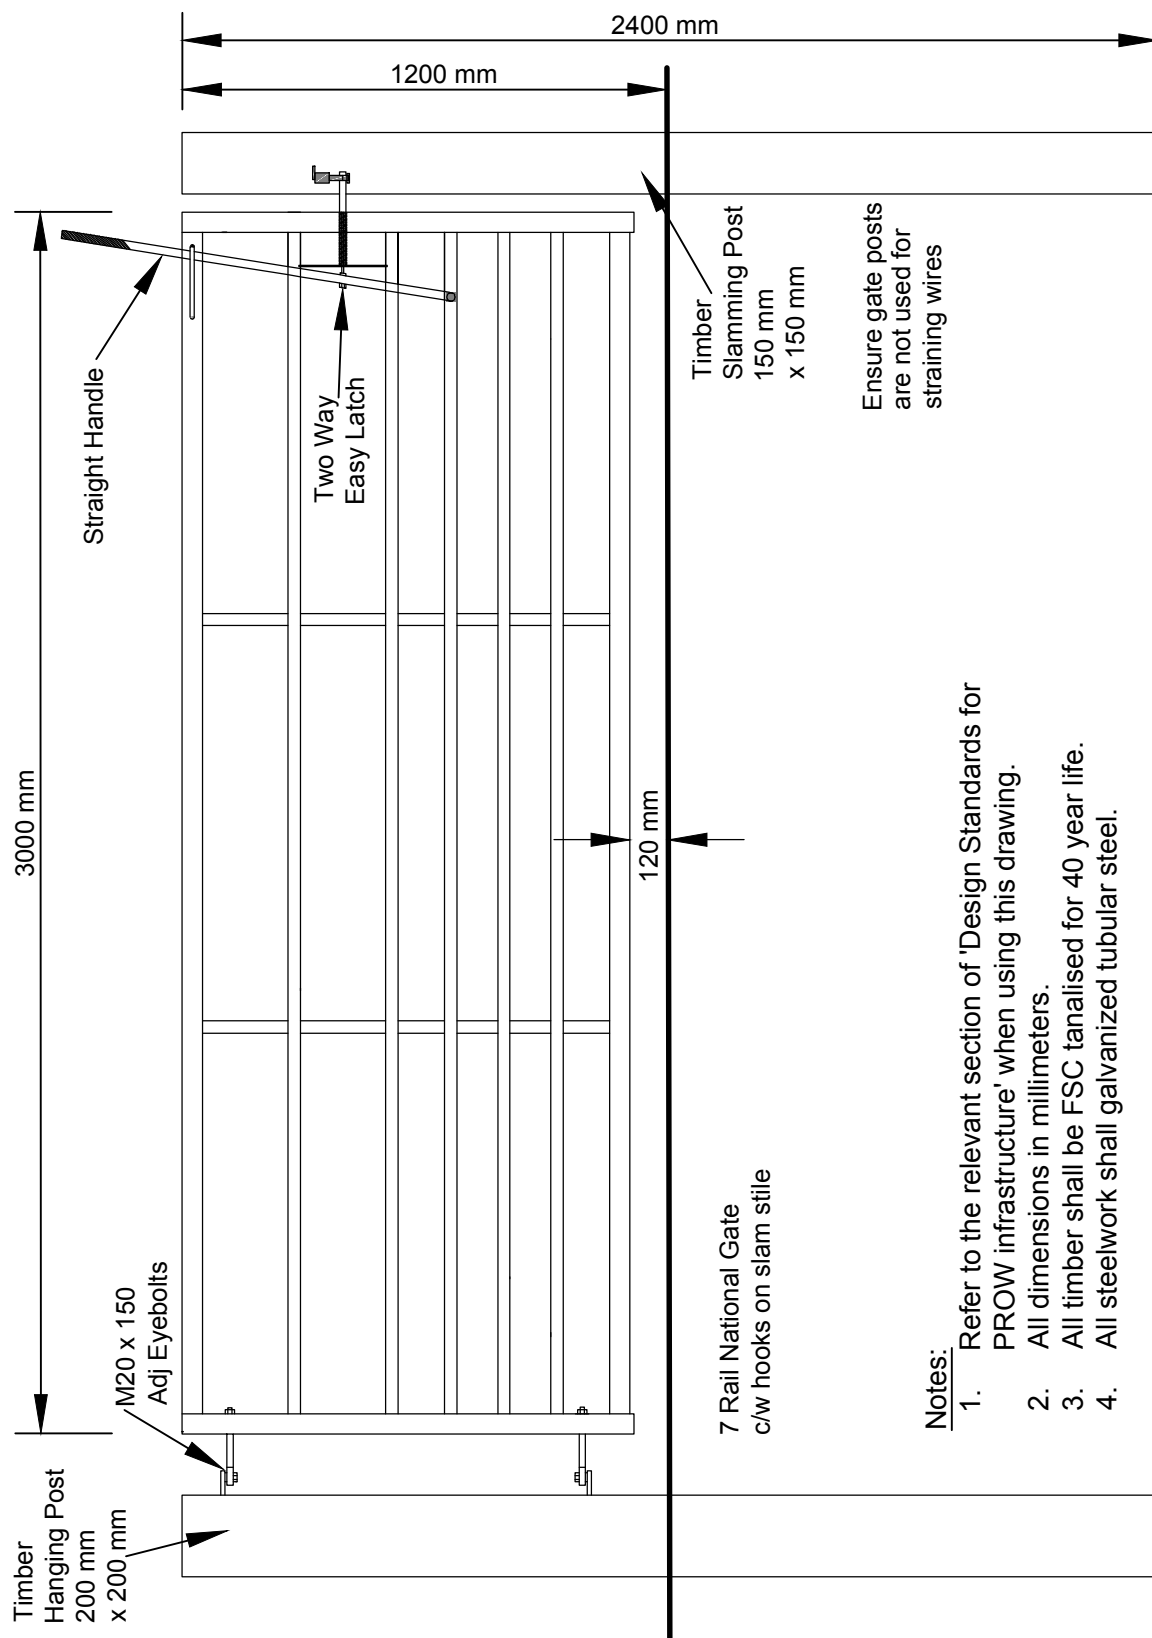 2400 mm
1200 mm
3000 mm
Straight Handle
Two Way
Easy Latch
M20 x 150
Adj Eyebolts
Timber
Hanging Post
200 mm
x 200 mm
Timber
Slamming Post
150 mm
x 150 mm
Ensure gate posts
are not used for
straining wires
120 mm
7 Rail National Gate
c/w hooks on slam stile
Notes:
1. Refer to the relevant section of 'Design Standards for
PROW infrastructure' when using this drawing.
2. All dimensions in millimeters.
3. All timber shall be FSC tanalised for 40 year life.
4. All steelwork shall galvanized tubular steel.